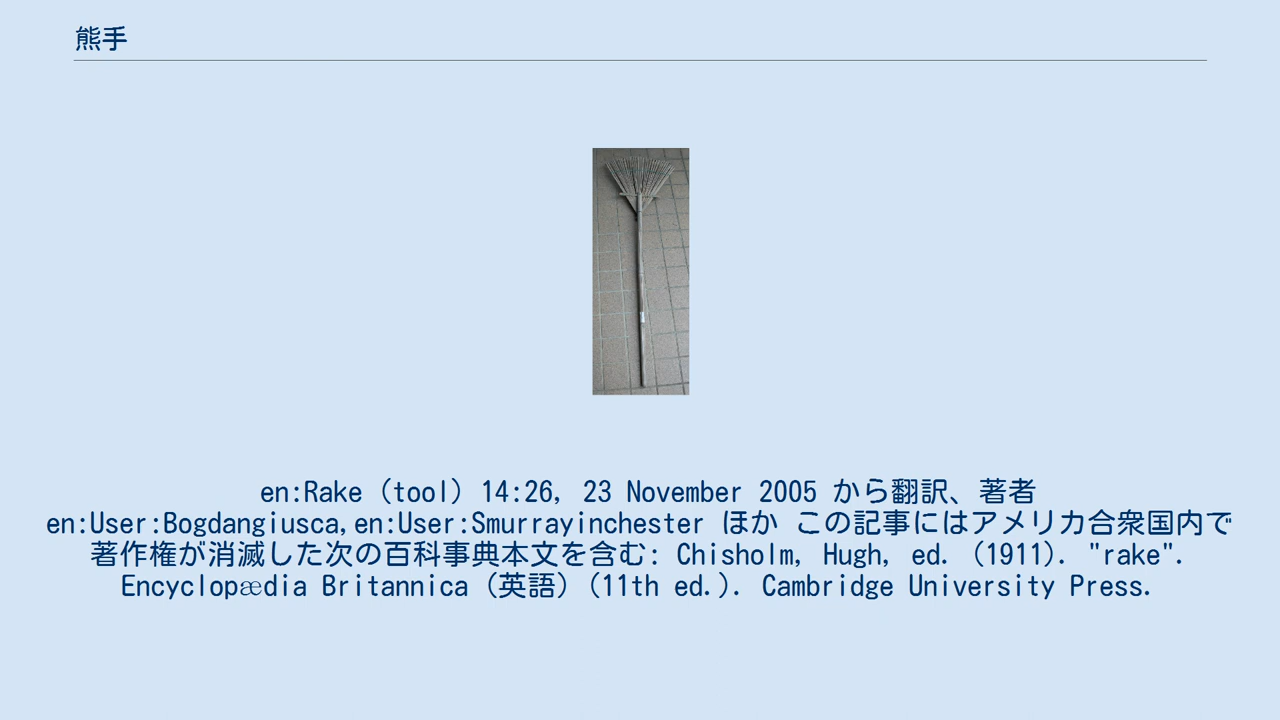 熊手
en:Rake (tool) 14:26, 23 November 2005 から翻訳、著者
en:User:Bogdangiusca,en:User:Smurrayinchester ほか この記事にはアメリカ合衆国内で
著作権が消滅した次の百科事典本文を含む: Chisholm, Hugh, ed. (1911). "rake".
Encyclopædia Britannica (英語) (11th ed.). Cambridge University Press.